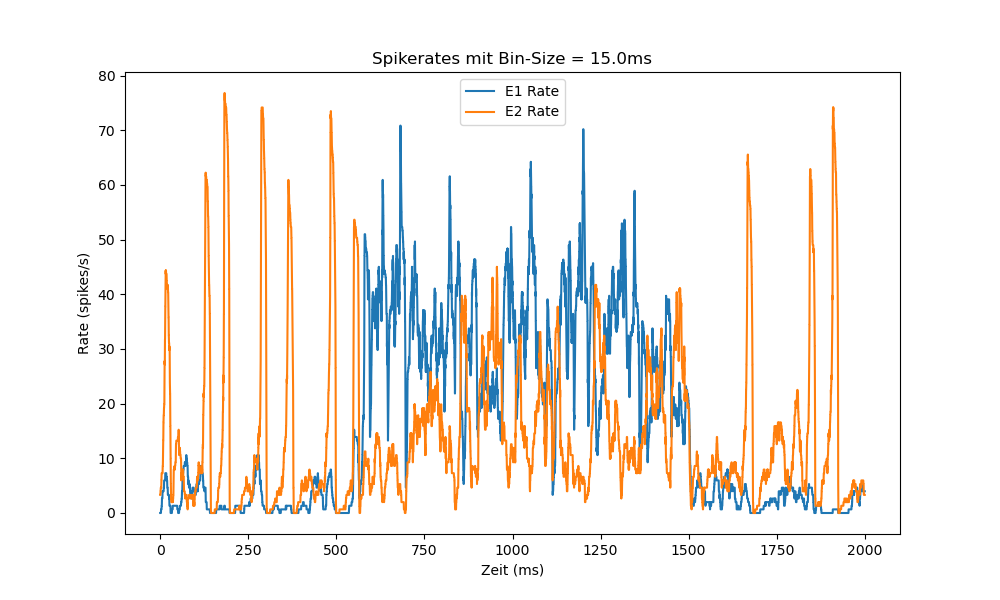 Spikerates mit Bin-Size = 15.0ms
E1 Rate
E2 Rate
80
70
60
50
40
30
20
10
0
Rate (spikes/s)
0 250 500 750 1000 1250 1500 1750 2000
Zeit (ms)